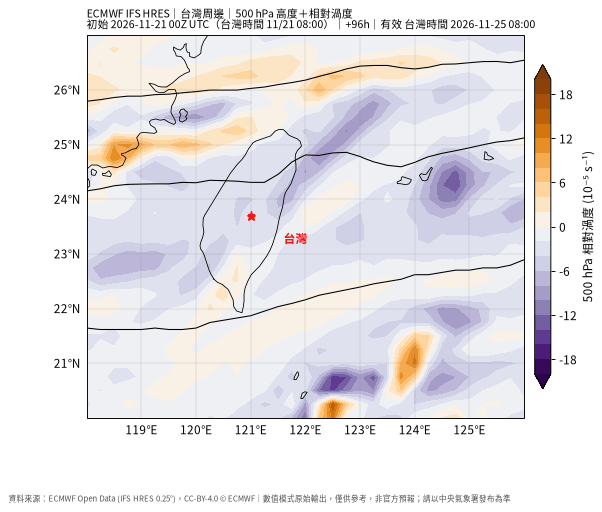 ECMWF IFS HRES｜台灣周邊｜500 hPa 高度＋相對渦度
初始 2026-11-21 00Z UTC（台灣時間 11/21 08:00）｜+96h｜有效 台灣時間 2026-11-25 08:00
26°N
25°N
24°N
23°N
22°N
21°N
119°E 120°E 121°E 122°E 123°E 124°E 125°E
台灣
18
12
6
0
-6
-12
-18
500 hPa 相對渦度 (10⁻⁵ s⁻¹)
資料來源：ECMWF Open Data (IFS HRES 0.25°)，CC-BY-4.0 © ECMWF｜數值模式原始輸出，僅供參考，非官方預報；請以中央氣象署發布為準